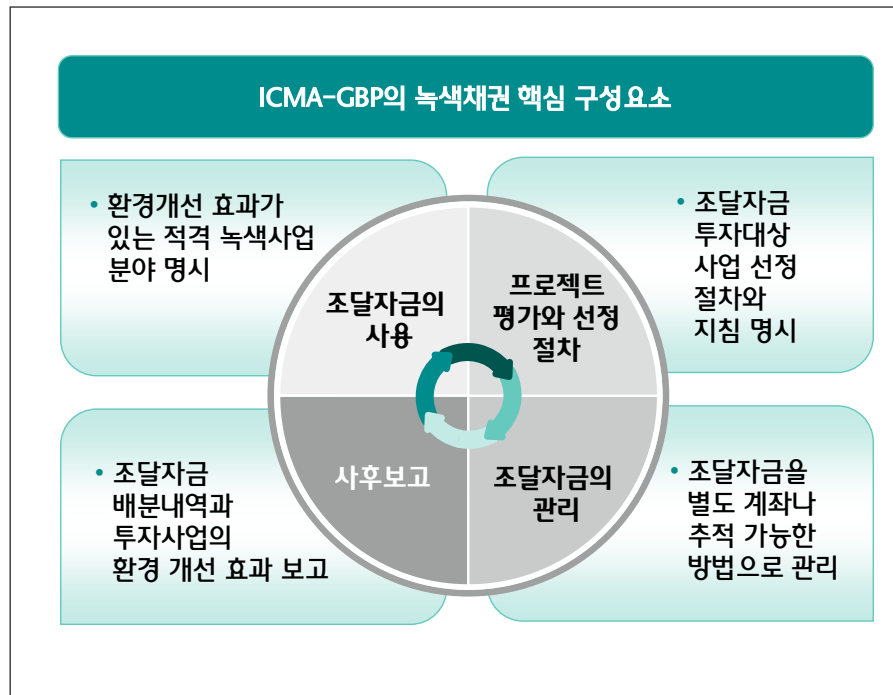 ICMA-GBP의 녹색채권 핵심 구성요소
• 환경개선 효과가
있는 적격 녹색사업
분야 명시
조달자금의
사용
프로젝트
평가와 선정
절차
• 조달자금
투자대상
사업 선정
절차와
지침 명시
• 조달자금
배분내역과
투자사업의
환경 개선 효과 보고
사후보고
조달자금의
관리
• 조달자금을
별도 계좌나
추적 가능한
방법으로 관리